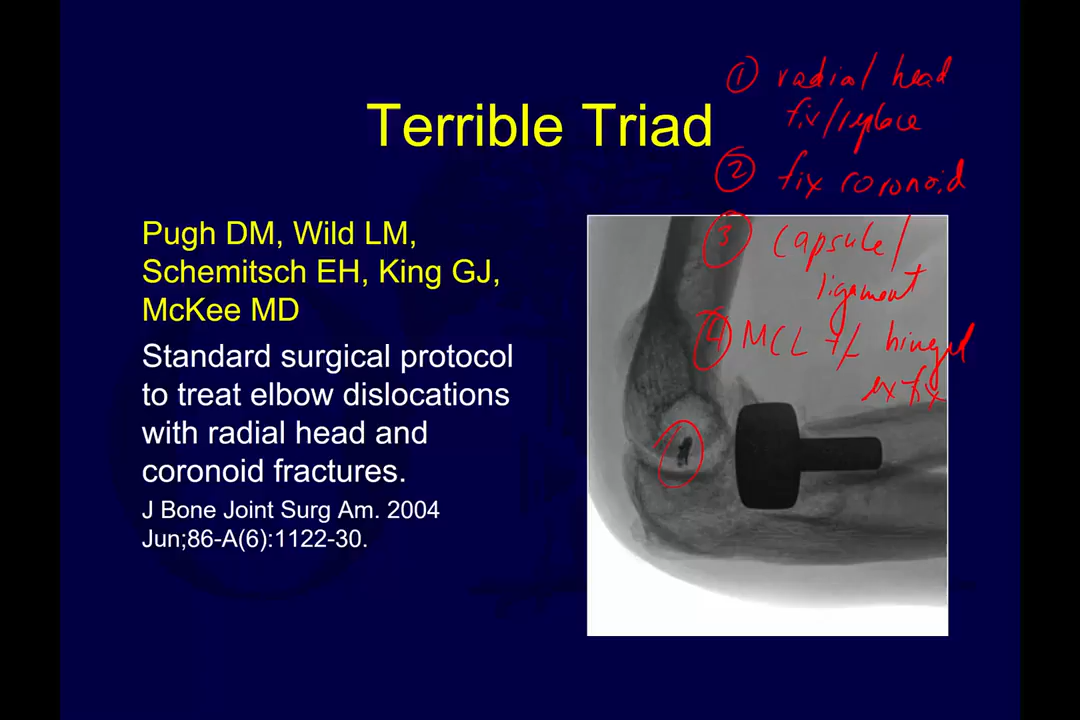 Terrible Triad
Pugh DM, Wild LM,
Schemitsch EH, King GJ,
McKee MD
Standard surgical protocol
to treat elbow dislocations
with radial head and
coronoid fractures.
J Bone Joint Surg Am. 2004
Jun;86-A(6):1122-30.
① radial head
fix/replace
② fix coronoid
③ capsule/
ligament
④ MCL +/- hinged
ex fix